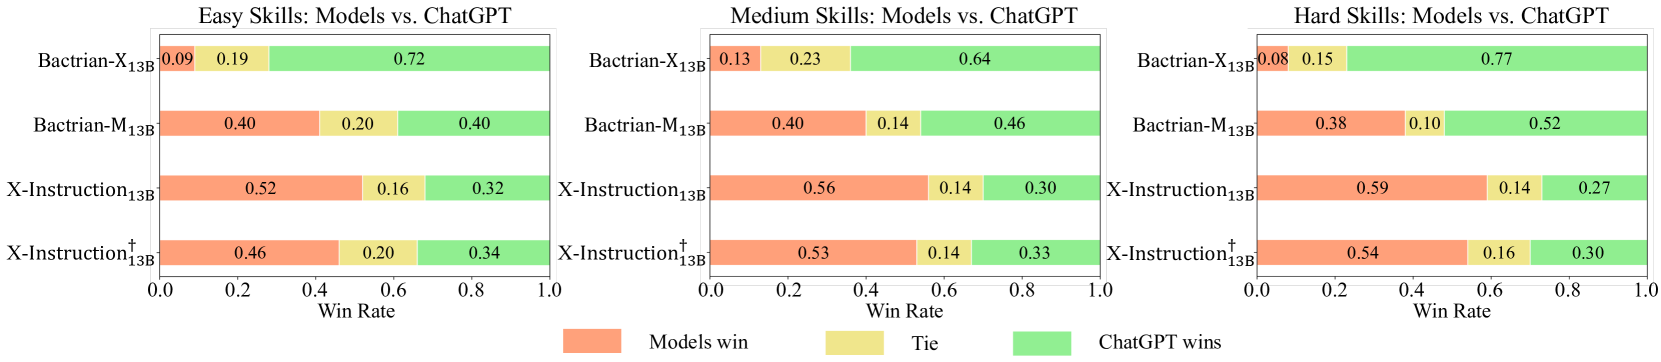 Easy Skills: Models vs. ChatGPT
Bactrian-X13B 0.09 0.19 0.72
Bactrian-M13B 0.40 0.20 0.40
X-Instruction13B 0.52 0.16 0.32
X-Instruction†13B 0.46 0.20 0.34
0.0 0.2 0.4 0.6 0.8 1.0
Win Rate
Medium Skills: Models vs. ChatGPT
Bactrian-X13B 0.13 0.23 0.64
Bactrian-M13B 0.40 0.14 0.46
X-Instruction13B 0.56 0.14 0.30
X-Instruction†13B 0.53 0.14 0.33
0.0 0.2 0.4 0.6 0.8 1.0
Win Rate
Hard Skills: Models vs. ChatGPT
Bactrian-X13B 0.08 0.15 0.77
Bactrian-M13B 0.38 0.10 0.52
X-Instruction13B 0.59 0.14 0.27
X-Instruction†13B 0.54 0.16 0.30
0.0 0.2 0.4 0.6 0.8 1.0
Win Rate
Models win Tie ChatGPT wins